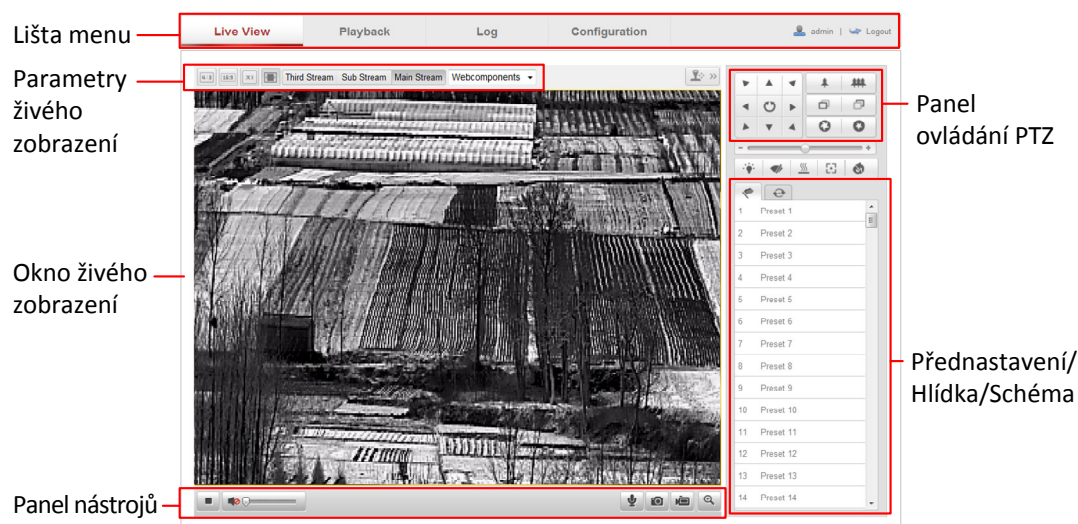 Lišta menu
Live View
Playback
Log
Configuration
admin | Logout
Parametry
živého
zobrazení
4:3
16:9
X1
Third Stream
Sub Stream
Main Stream
Webcomponents
Panel
ovládání PTZ
Okno živého
zobrazení
1 Preset 1
2 Preset 2
3 Preset 3
4 Preset 4
5 Preset 5
6 Preset 6
7 Preset 7
8 Preset 8
9 Preset 9
10 Preset 10
11 Preset 11
12 Preset 12
13 Preset 13
14 Preset 14
Přednastavení/
Hlídka/Schéma
Panel nástrojů